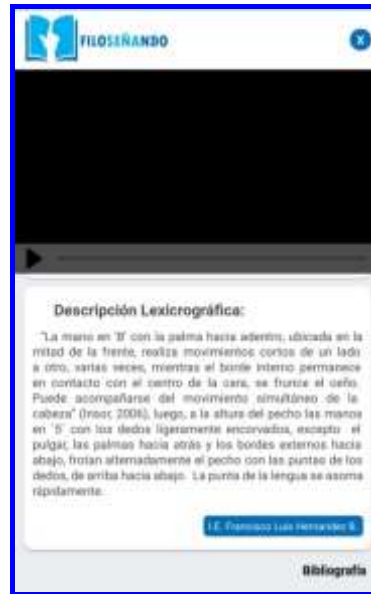 FILOSEÑANDO
X
Descripción Lexicrográfica:
"La mano en 'B' con la palma hacia adentro, ubicada en la
mitad de la frente, realiza movimientos cortos de un lado
a otro, varias veces, mientras el borde interno permanece
en contacto con el centro de la cara, se frunce el ceño.
Puede acompañarse del movimiento simultáneo de la
cabeza" (Insor, 2006), luego, a la altura del pecho las manos
en '5' con los dedos ligeramente encorvados, excepto el
pulgar, las palmas hacia atrás y los bordes externos hacia
abajo, frotan alternadamente el pecho con las puntas de los
dedos, de arriba hacia abajo. La punta de la lengua se asoma
rápidamente.
I.E. Francisco Luis Hernandez B.
Bibliografía